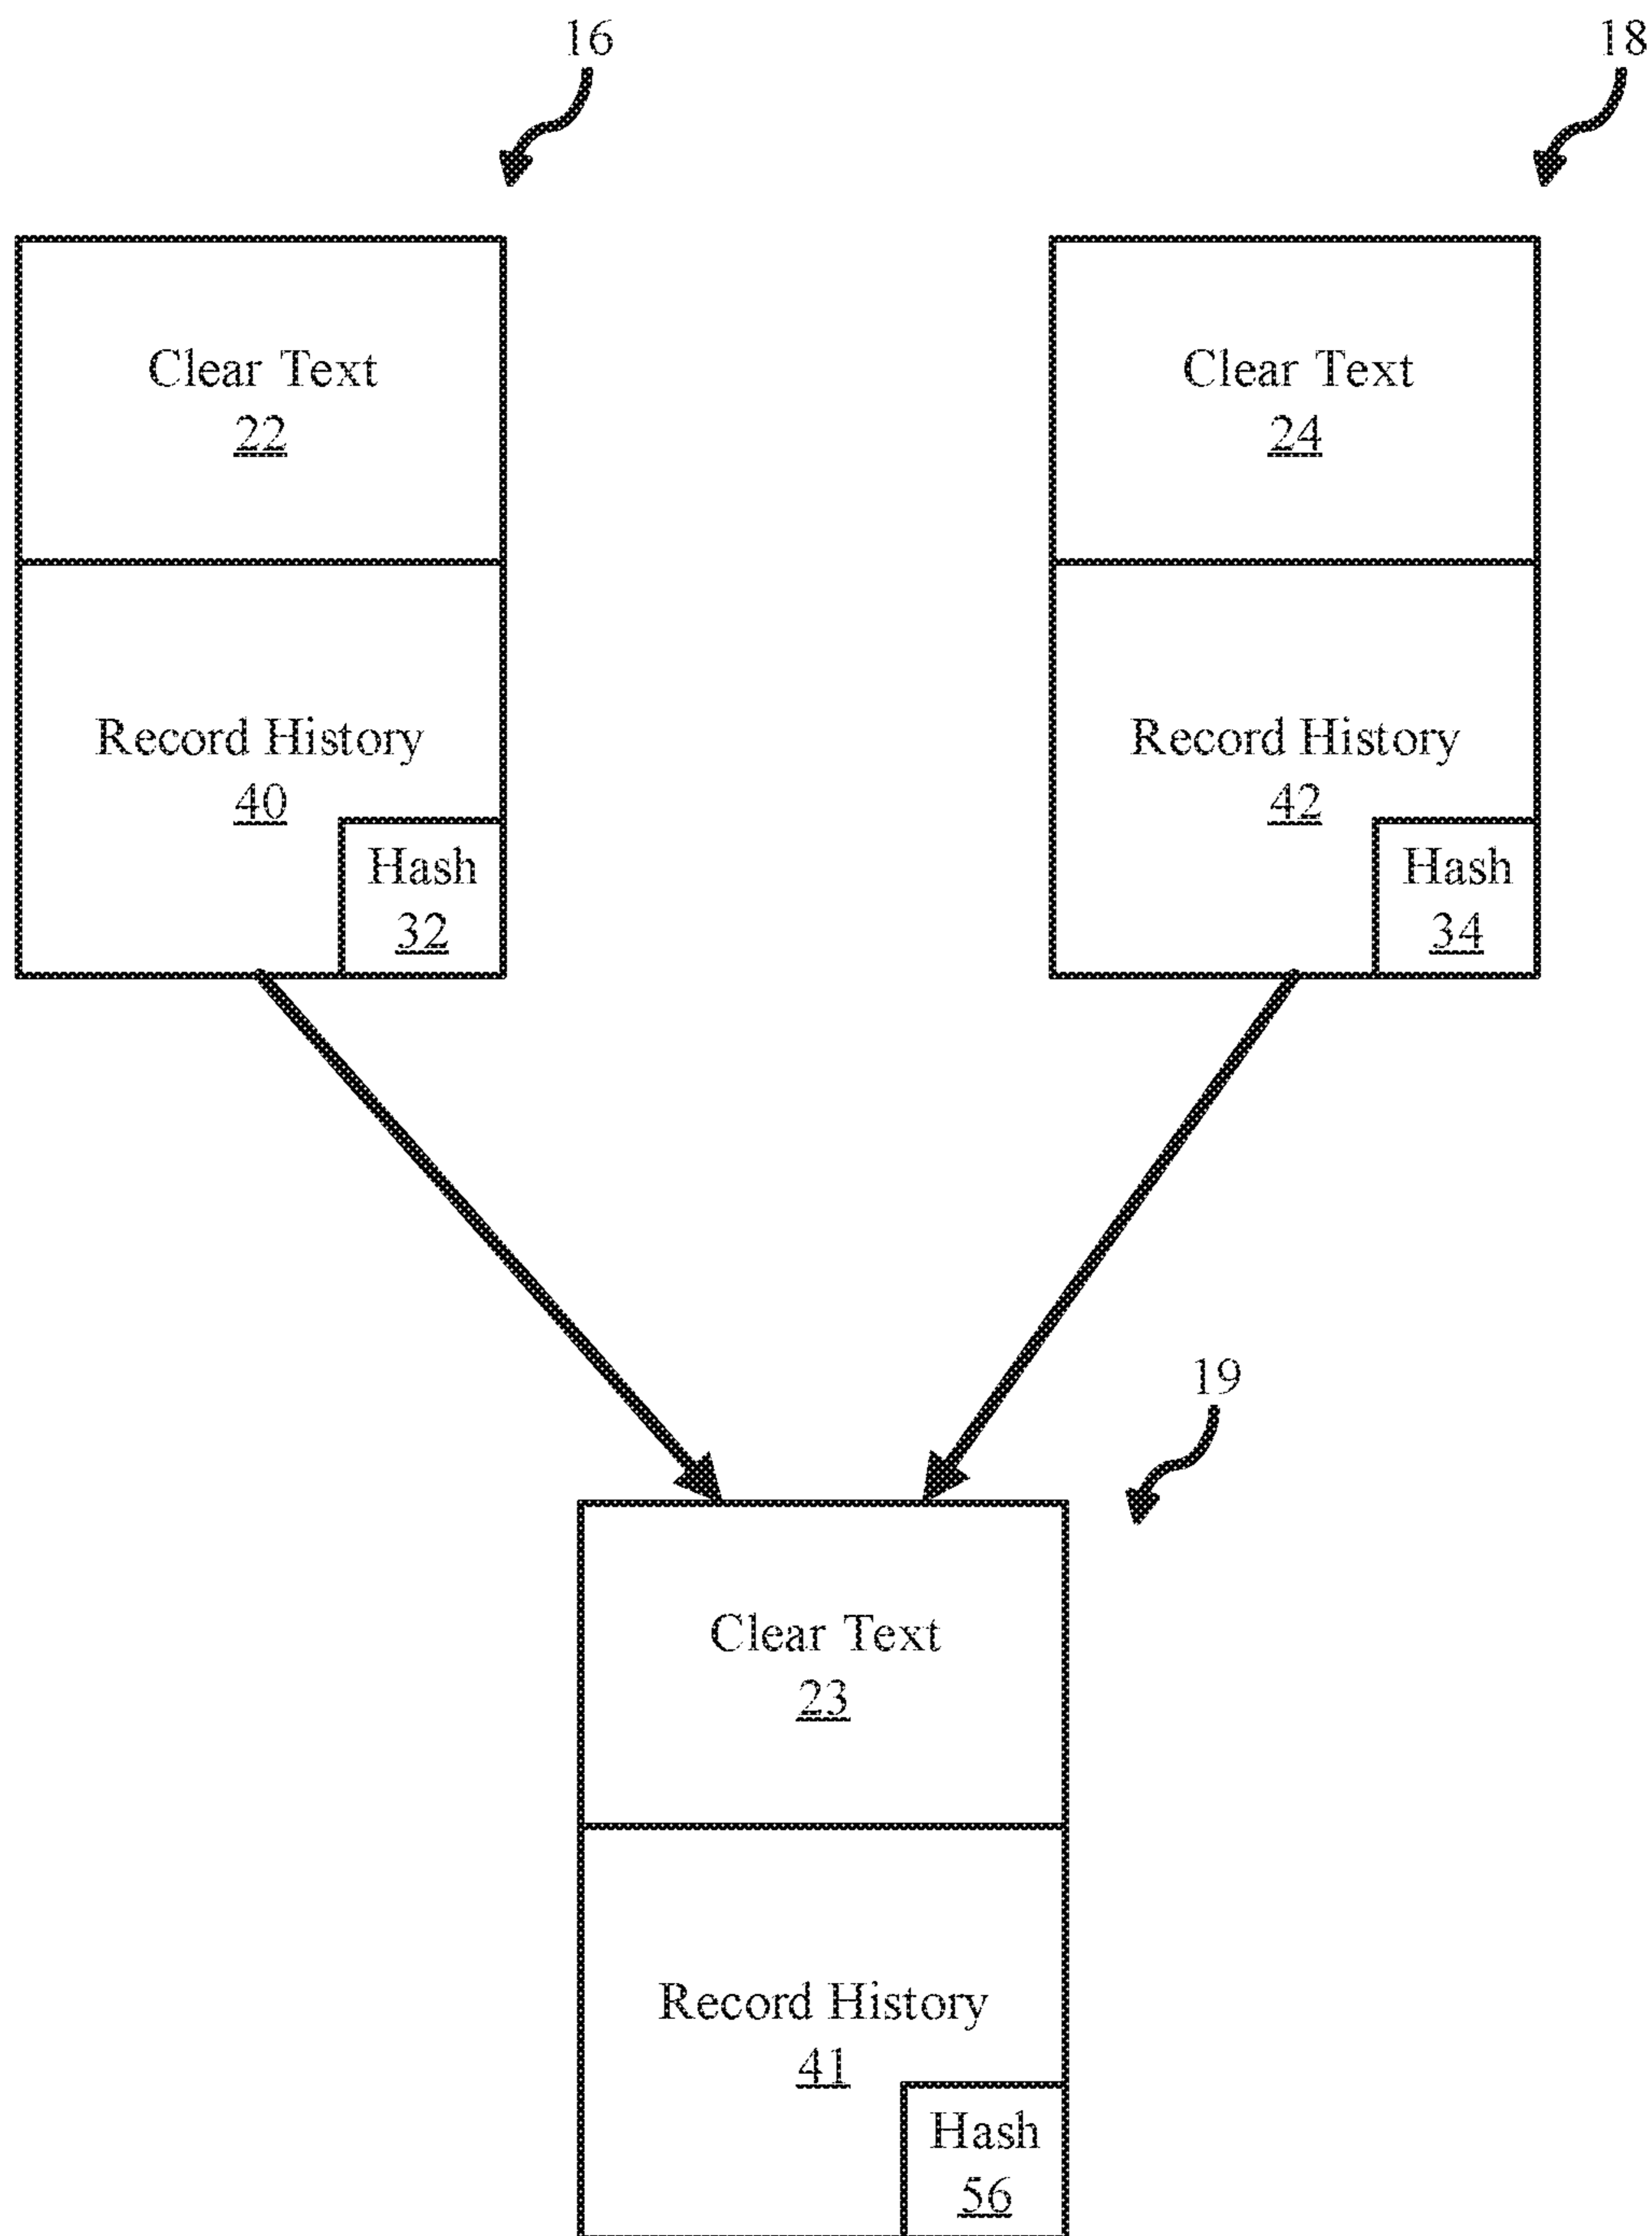 16
18
Clear Text
22
Record History
40
Hash
32
Clear Text
24
Record History
42
Hash
34
19
Clear Text
23
Record History
41
Hash
56